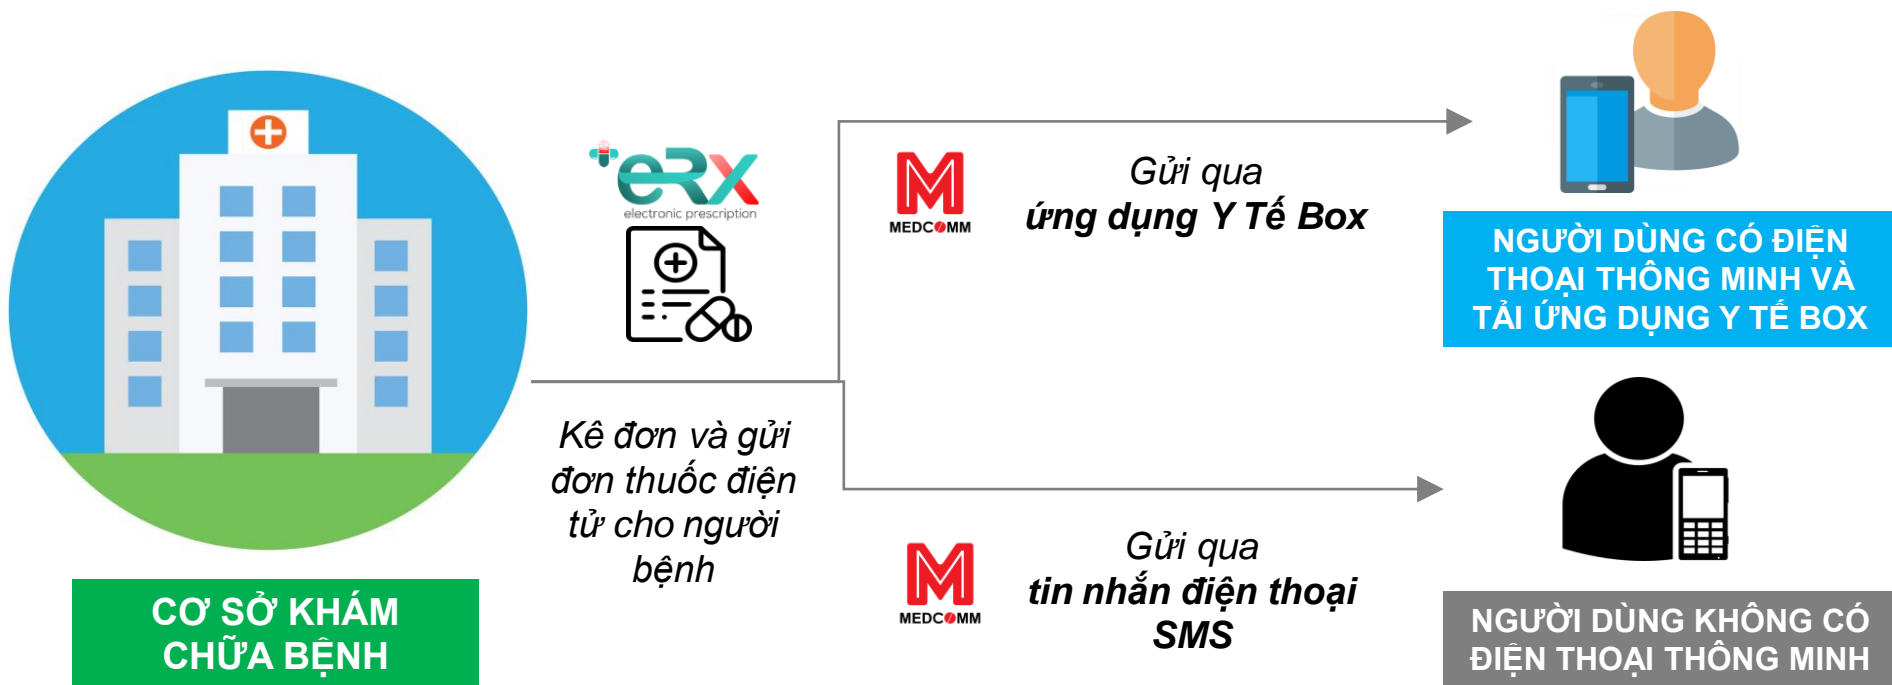 eRx
electronic prescription
Kê đơn và gửi
đơn thuốc điện
tử cho người
bệnh
CƠ SỞ KHÁM
CHỮA BỆNH
MEDCOMM
Gửi qua
ứng dụng Y Tế Box
NGƯỜI DÙNG CÓ ĐIỆN
THOẠI THÔNG MINH VÀ
TẢI ỨNG DỤNG Y TẾ BOX
MEDCOMM
Gửi qua
tin nhắn điện thoại
SMS
NGƯỜI DÙNG KHÔNG CÓ
ĐIỆN THOẠI THÔNG MINH